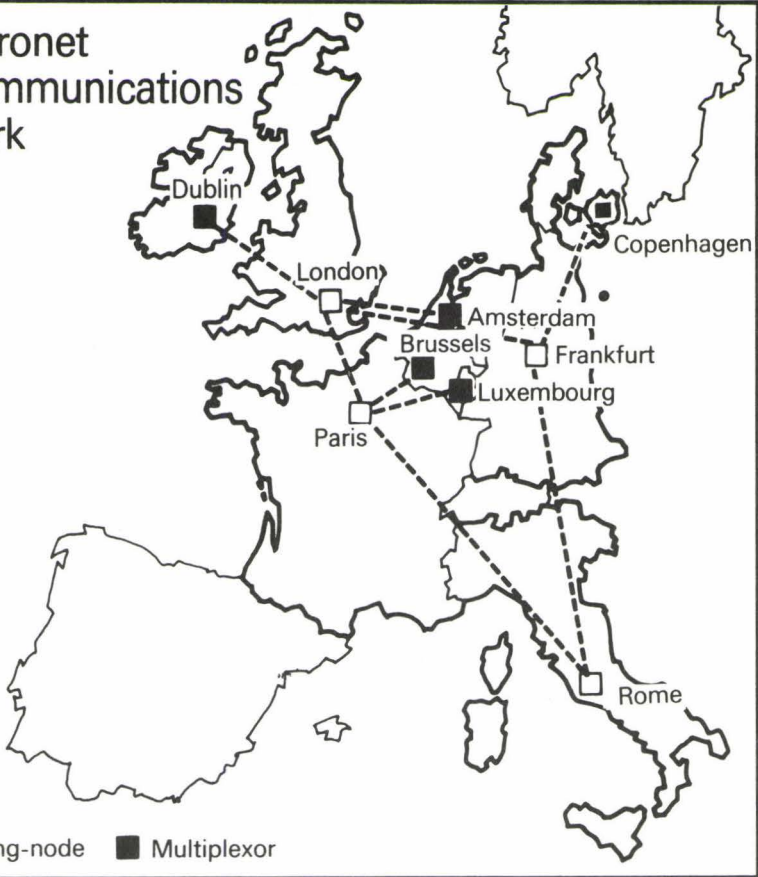 ronet
mmunications
rk
Dublin
London
Copenhagen
Amsterdam
Brussels
Frankfurt
Luxembourg
Paris
Rome
ng-node
Multiplexor